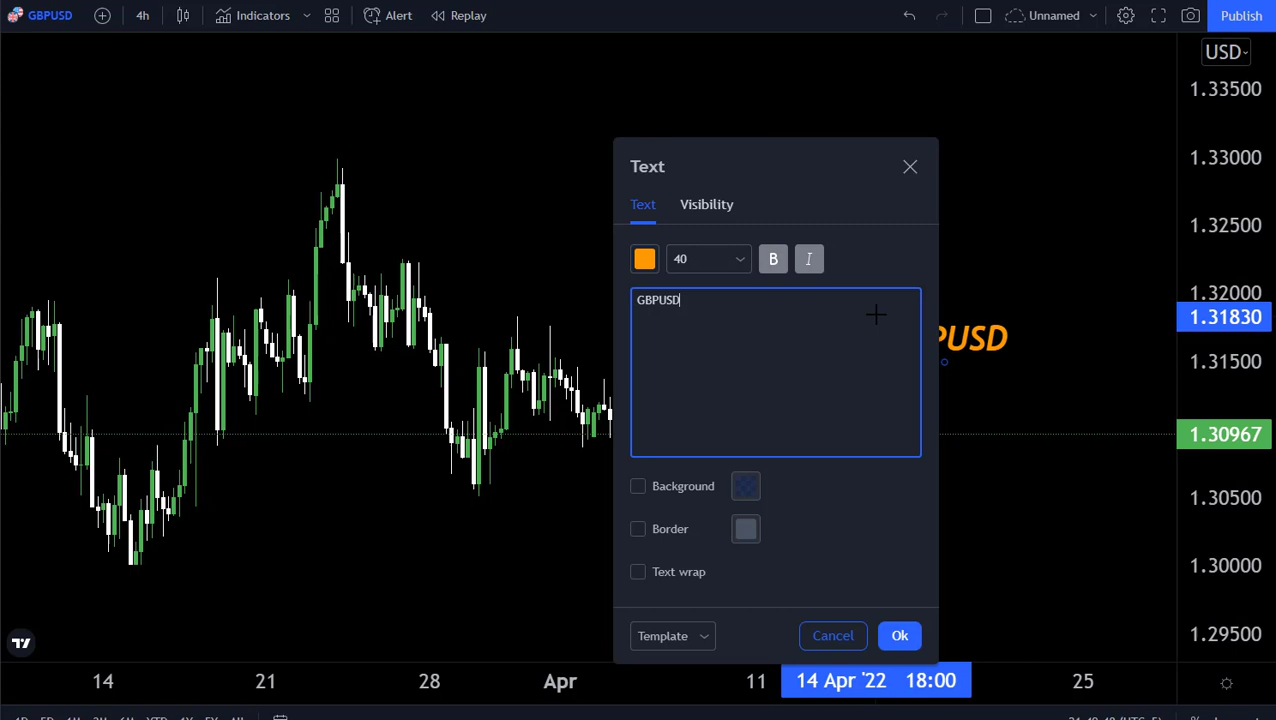 GBPUSD 4h Indicators Alert Replay Unnamed Publish
USD
1.33500
1.33000
1.32500
1.32000
1.31830
1.31500
1.30967
1.30500
1.30000
1.29500
Text
Text Visibility
40 B I
GBPUSD
PUSD
Background
Border
Text wrap
Template Cancel Ok
14 21 28 Apr 11 14 Apr '22 18:00 25